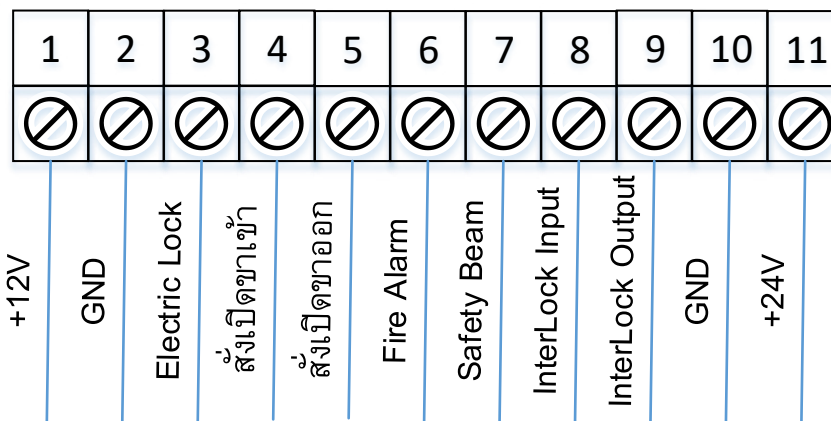 1 2 3 4 5 6 7 8 9 10 11
+12V
GND
Electric Lock
สั่งเปิดขาเข้า
สั่งเปิดขาออก
Fire Alarm
Safety Beam
InterLock Input
InterLock Output
GND
+24V